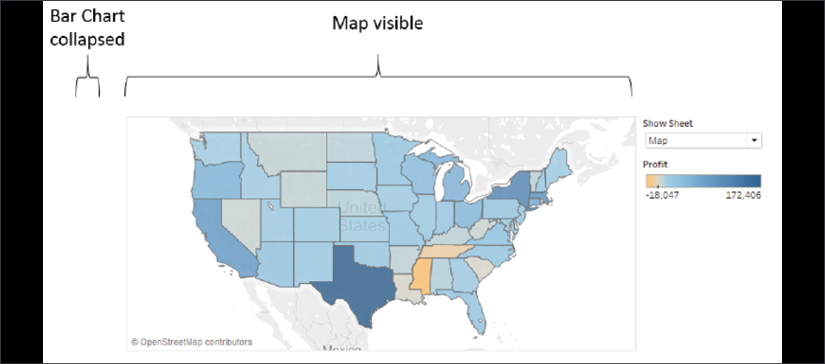 Bar Chart
collapsed
Map visible
Show Sheet
Map
Profit
-18,047
172,406
United
States
© OpenStreetMap contributors
Mexico